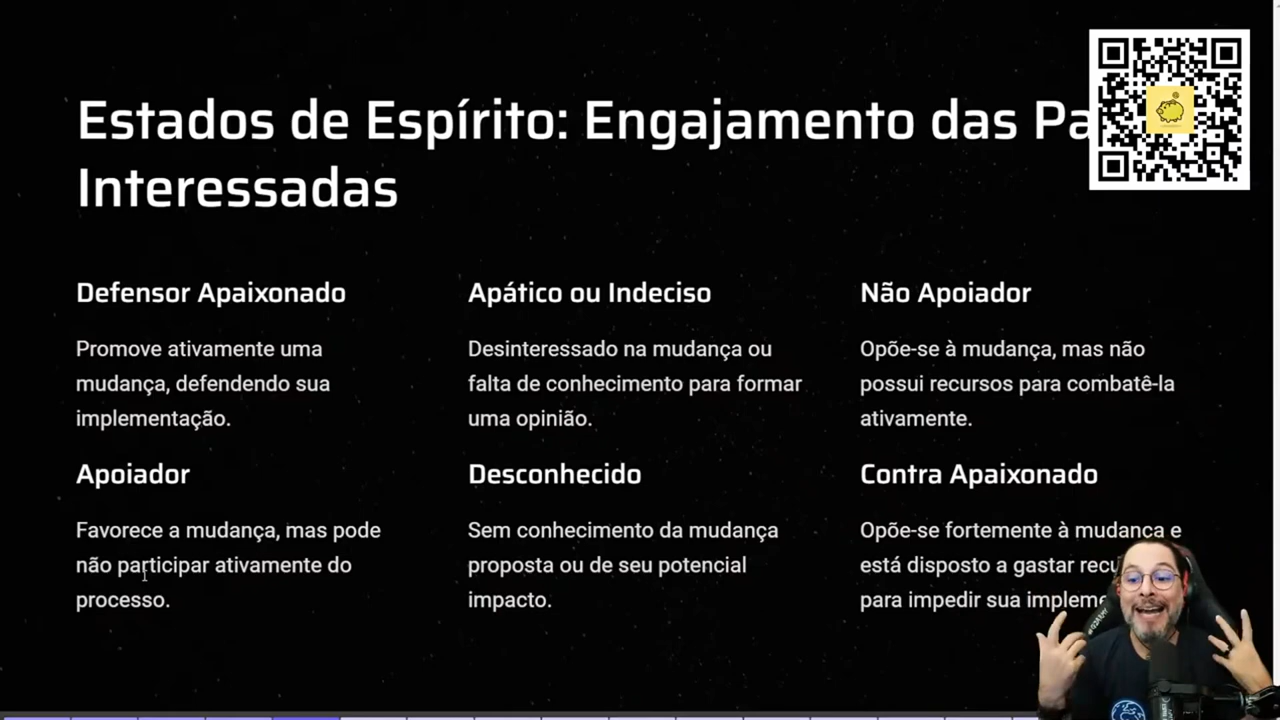 Estados de Espírito: Engajamento das
Interessadas
Defensor Apaixonado
Promove ativamente uma
mudança, defendendo sua
implementação.
Apoiador
Favorece a mudança, mas pode
não participar ativamente do
processo.
Apático ou Indeciso
Desinteressado na mudança ou
falta de conhecimento para formar
uma opinião.
Desconhecido
Sem conhecimento da mudança
proposta ou de seu potencial
impacto.
Não Apoiador
Opõe-se à mudança, mas não
possui recursos para combatê-la
ativamente.
Contra Apaixonado
Opõe-se fortemente à mudança e
está disposto a gastar
para impedir sua